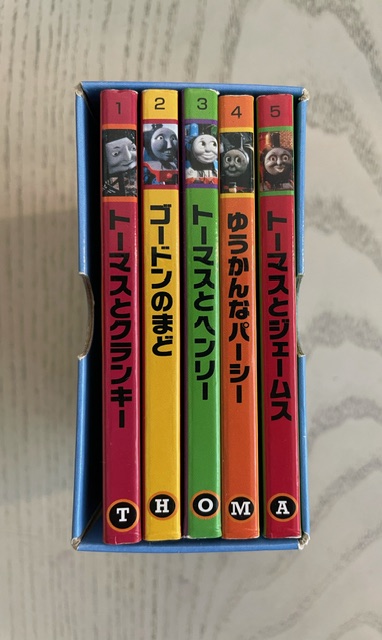 1
トーマスとクランキー
T
2
ゴードンのまど
H
3
トーマスとヘンリー
O
4
ゆうかんなパーシー
M
5
トーマスとジェームス
A